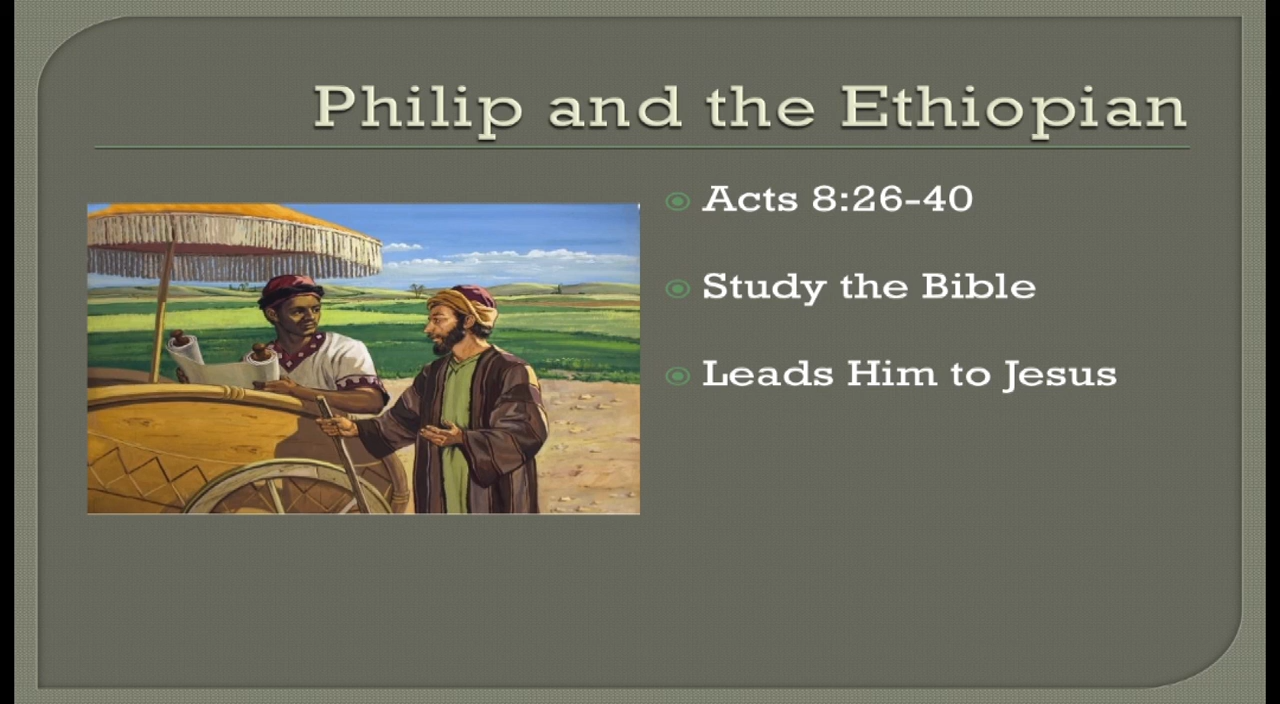 Philip and the Ethiopian
Acts 8:26-40
Study the Bible
Leads Him to Jesus